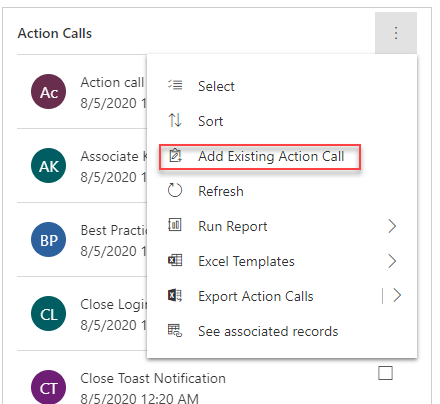 Action Calls
Ac
Action call
8/5/2020 1
AK
Associate
8/5/2020 1
BP
Best Practi
8/5/2020 1
CL
Close Logi
8/5/2020 1
CT
Close Toast Notification
8/5/2020 12:20 AM
Select
Sort
Add Existing Action Call
Refresh
Run Report
Excel Templates
Export Action Calls
See associated records